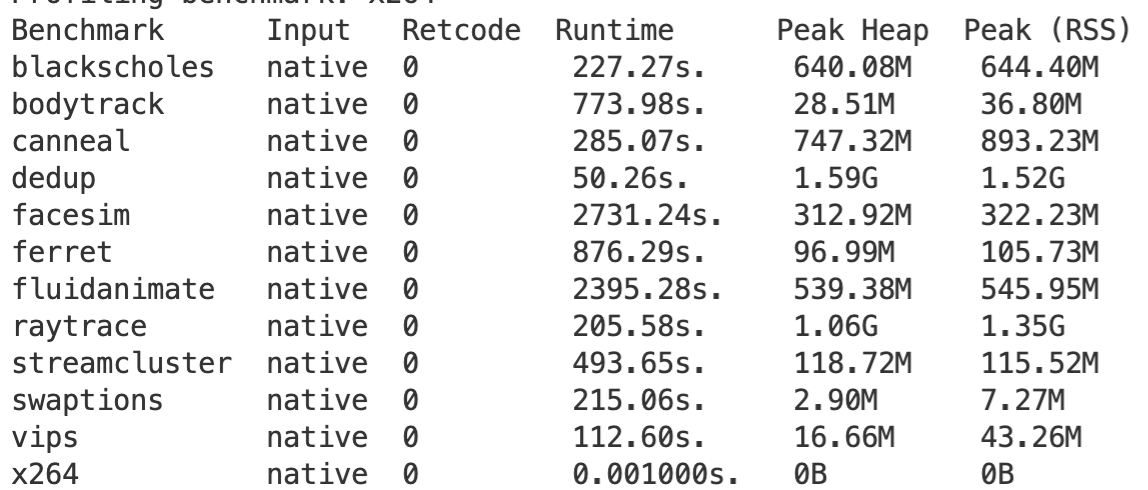 Profiling benchmark: x264
Benchmark Input Retcode Runtime Peak Heap Peak (RSS)
blackscholes native 0 227.27s. 640.08M 644.40M
bodytrack native 0 773.98s. 28.51M 36.80M
canneal native 0 285.07s. 747.32M 893.23M
dedup native 0 50.26s. 1.59G 1.52G
facesim native 0 2731.24s. 312.92M 322.23M
ferret native 0 876.29s. 96.99M 105.73M
fluidanimate native 0 2395.28s. 539.38M 545.95M
raytrace native 0 205.58s. 1.06G 1.35G
streamcluster native 0 493.65s. 118.72M 115.52M
swaptions native 0 215.06s. 2.90M 7.27M
vips native 0 112.60s. 16.66M 43.26M
x264 native 0 0.001000s. 0B 0B